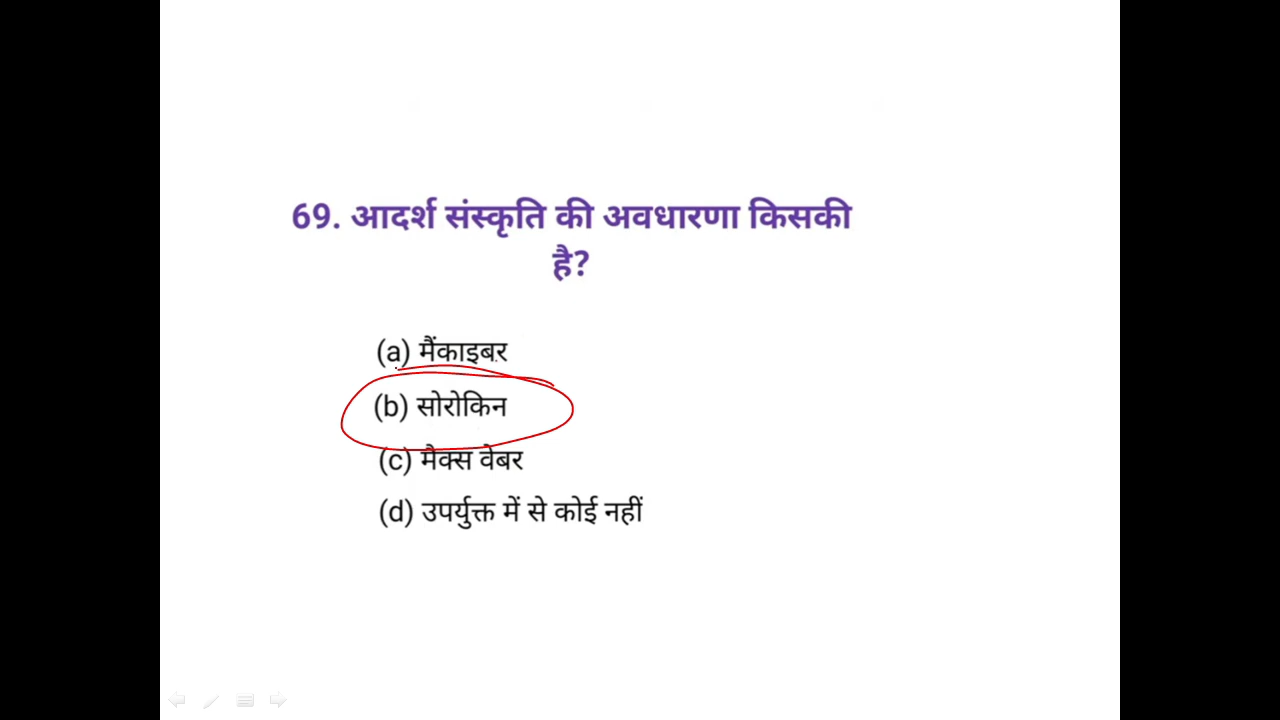 69. आदर्श संस्कृति की अवधारणा किसकी
है?
(a) मैंकाइबर
(b) सोरोकिन
(c) मैक्स वेबर
(d) उपर्युक्त में से कोई नहीं